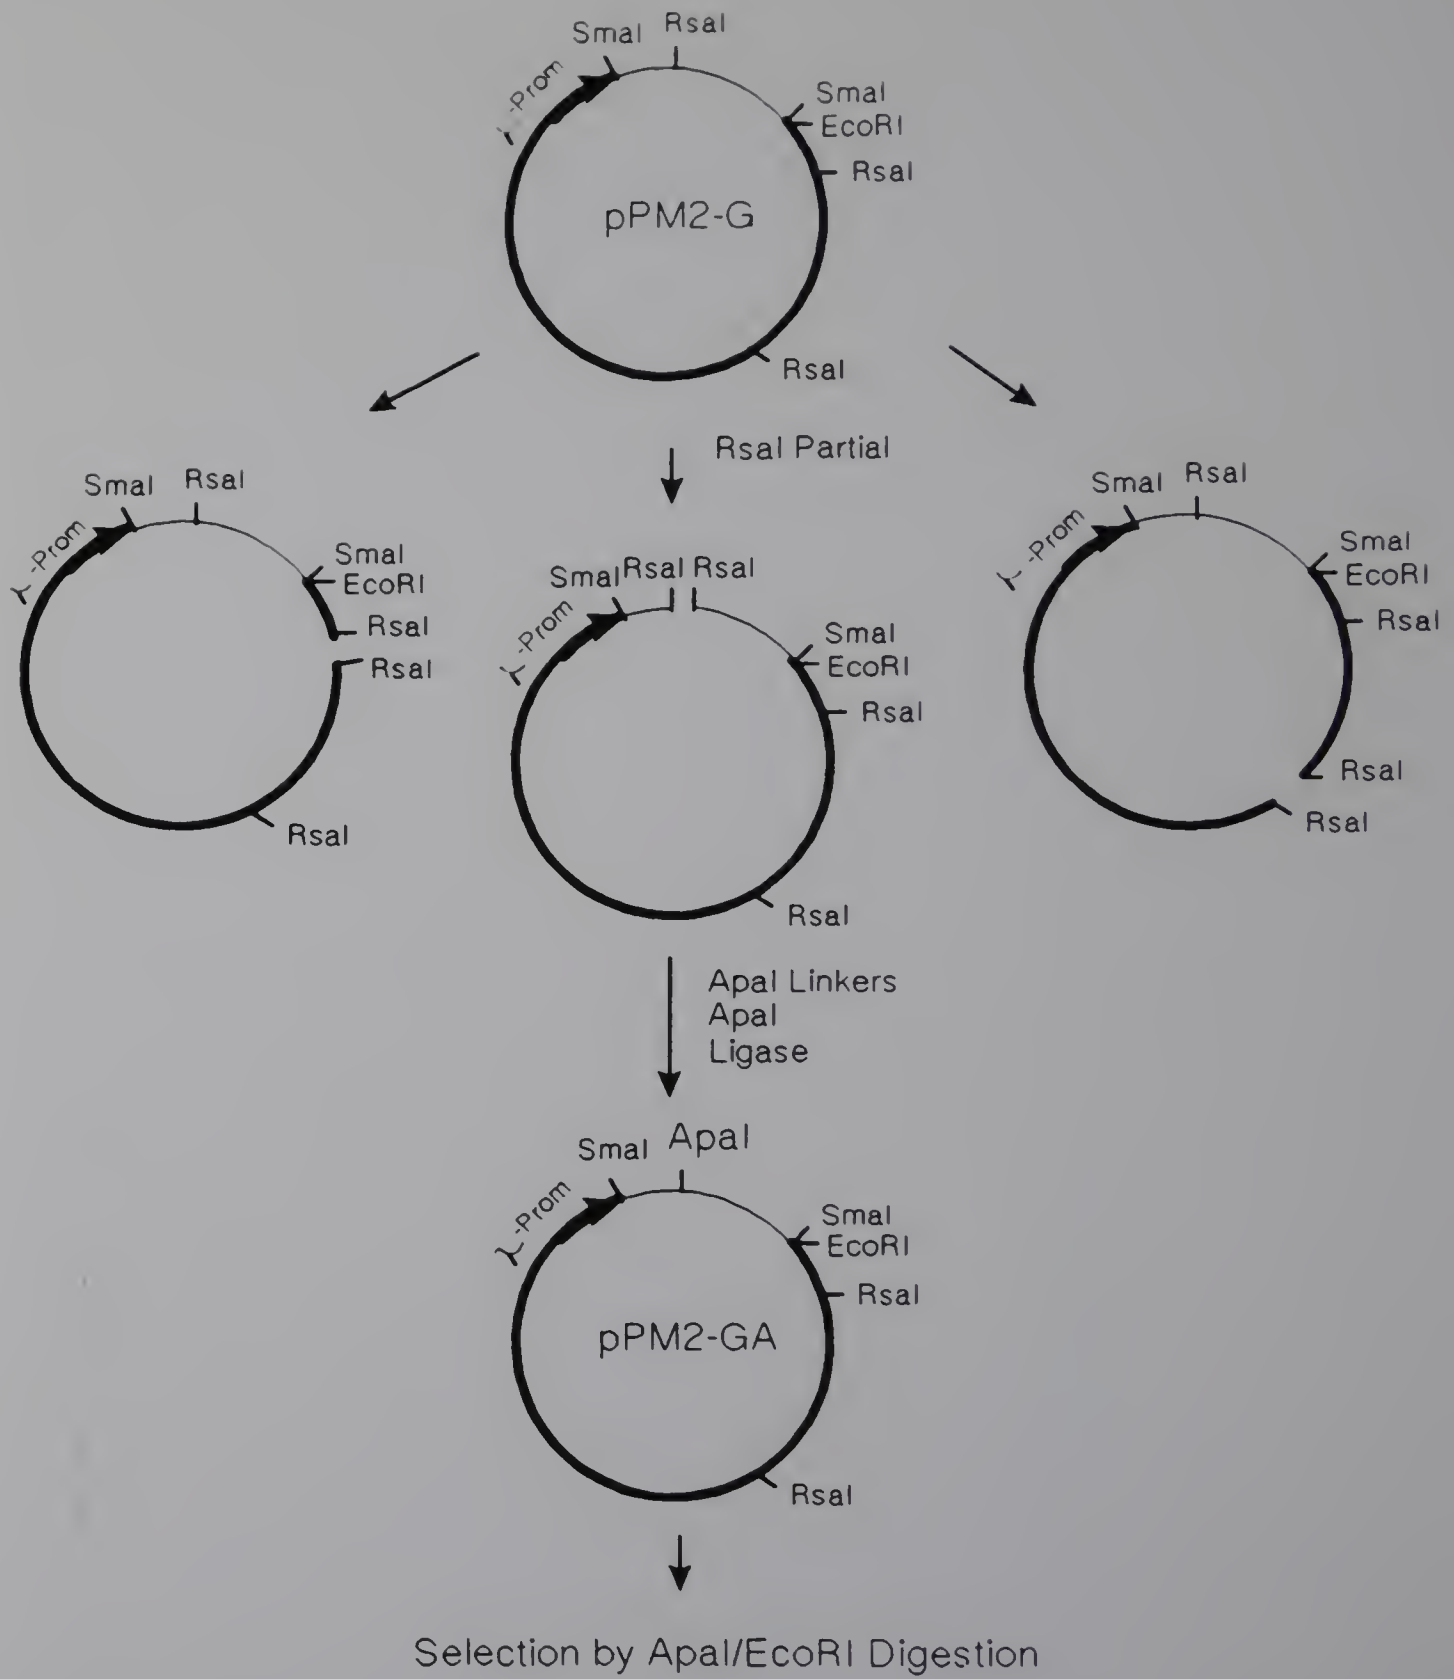 SmaI RsaI
λ-Prom
SmaI
EcoRI
RsaI
pPM2-G
RsaI
RsaI Partial
SmaI RsaI
λ-Prom
SmaI
EcoRI
RsaI
RsaI
RsaI
SmaI RsaI RsaI
λ-Prom
SmaI
EcoRI
RsaI
RsaI
SmaI RsaI
λ-Prom
SmaI
EcoRI
RsaI
RsaI
RsaI
ApaI Linkers
ApaI
Ligase
SmaI ApaI
λ-Prom
SmaI
EcoRI
RsaI
pPM2-GA
RsaI
Selection by ApaI/EcoRI Digestion